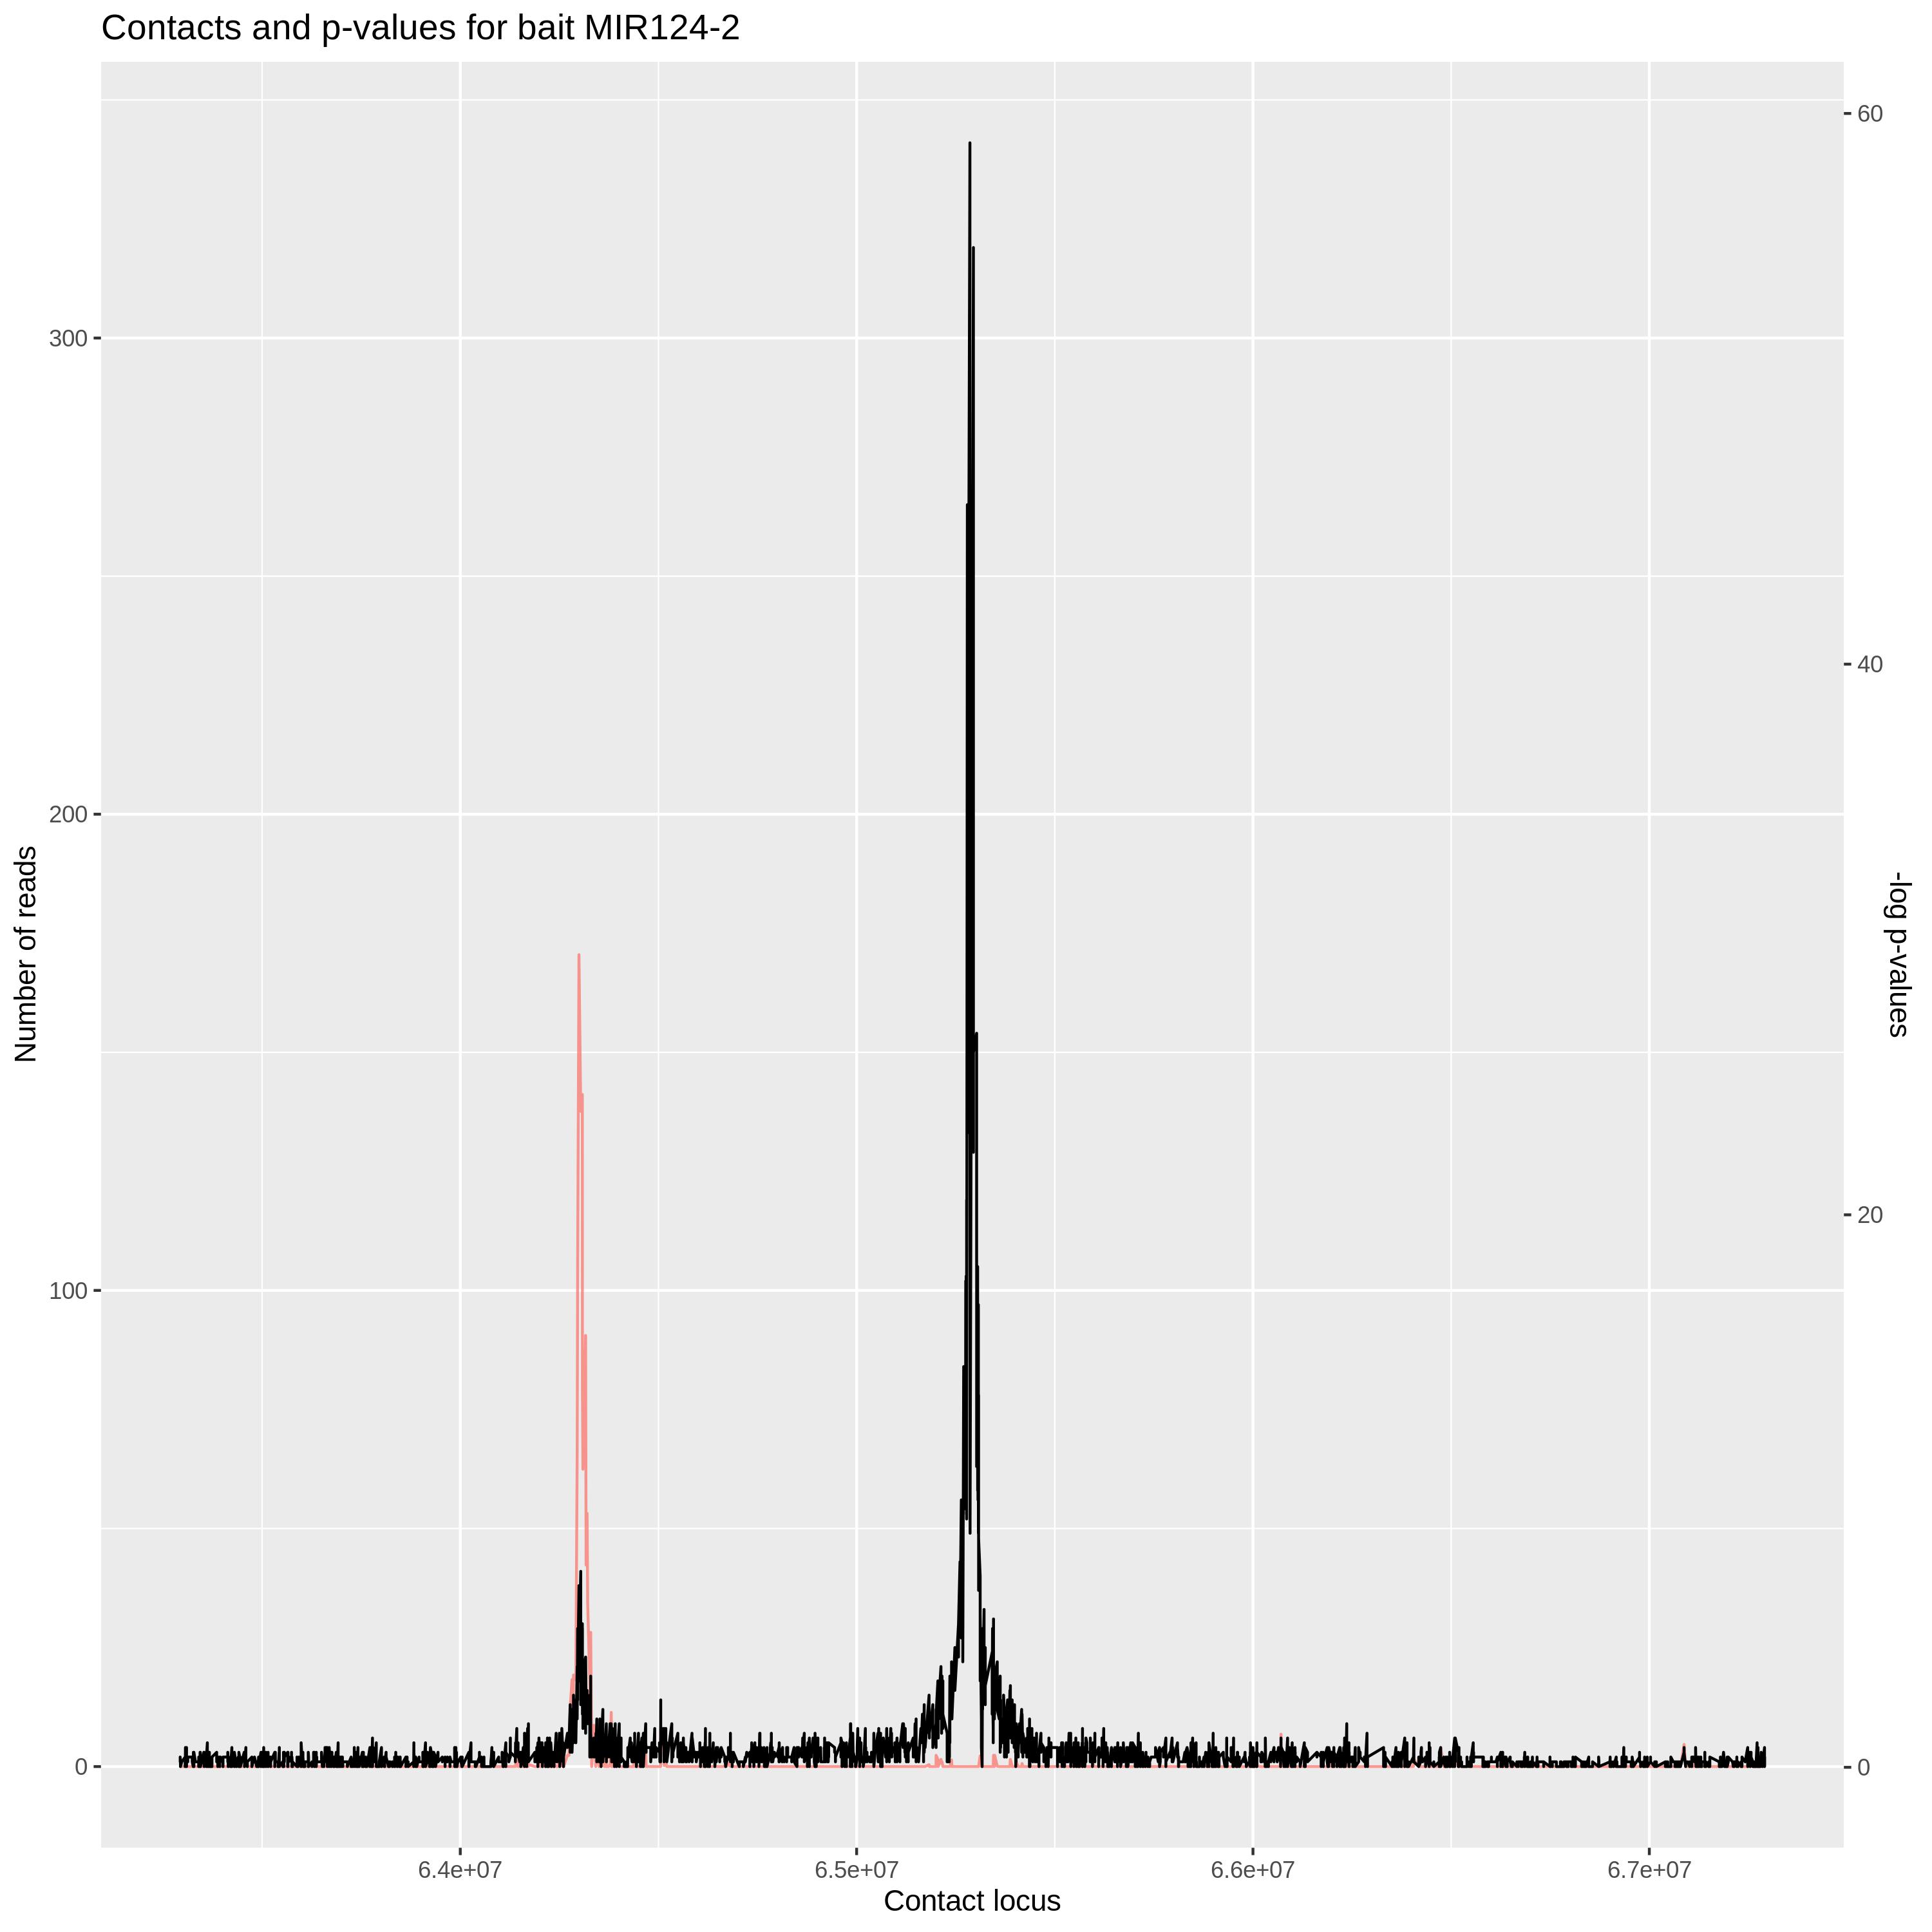 Contacts and p-values for bait MIR124-2
Number of reads
300
200
100
0
60
40
20
0
-log p-values
6.4e+07 6.5e+07 6.6e+07 6.7e+07
Contact locus